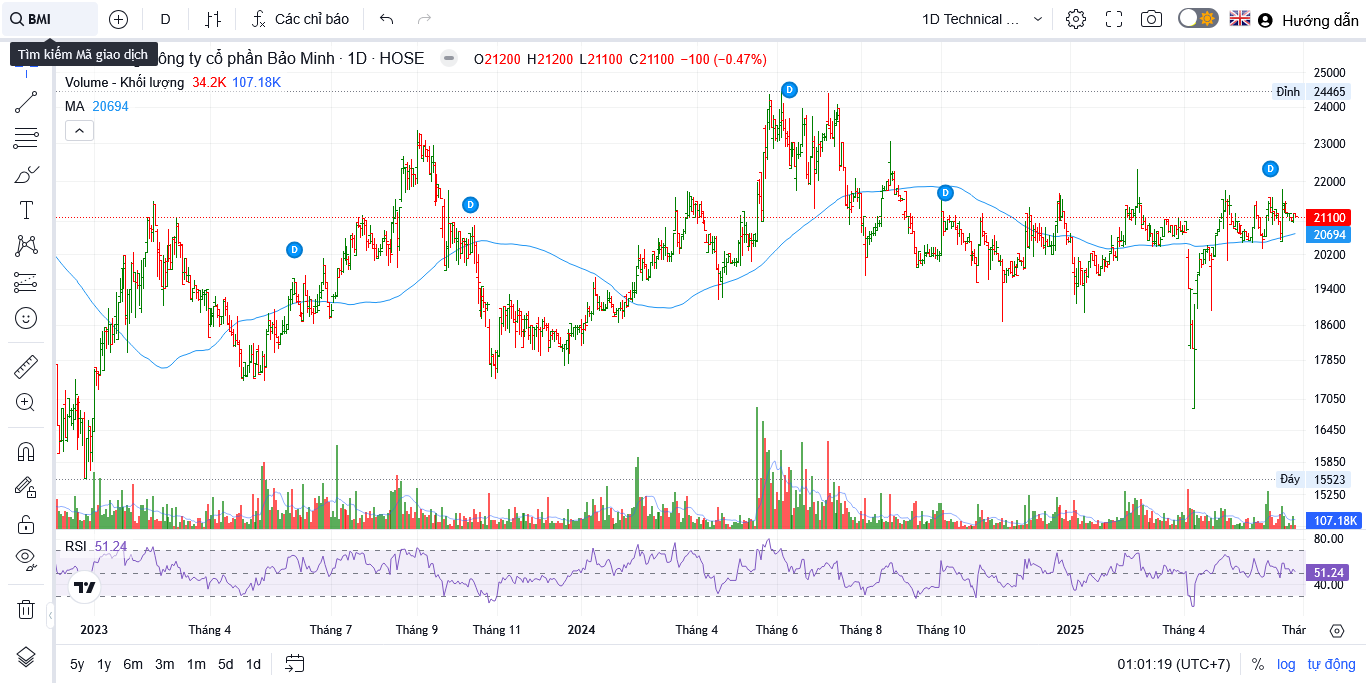 BMI
D
Các chỉ báo
1D Technical ...
Hướng dẫn
Tìm kiếm Mã giao dịch
ông ty cổ phần Bảo Minh · 1D · HOSE
O21200 H21200 L21100 C21100 −100 (−0.47%)
Volume - Khối lượng 34.2K 107.18K
MA 20694
25000
Đỉnh 24465
24000
23000
22000
21100
20694
20200
19400
18600
17850
17050
16450
15850
Đáy 15523
15250
107.18K
D
D
D
D
D
RSI 51.24
80.00
51.24
40.00
2023 Tháng 4 Tháng 7 Tháng 9 Tháng 11 2024 Tháng 4 Tháng 6 Tháng 8 Tháng 10 2025 Tháng 4 Thár
5y 1y 6m 3m 1m 5d 1d
01:01:19 (UTC+7) % log tự động